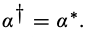 α† = α*.